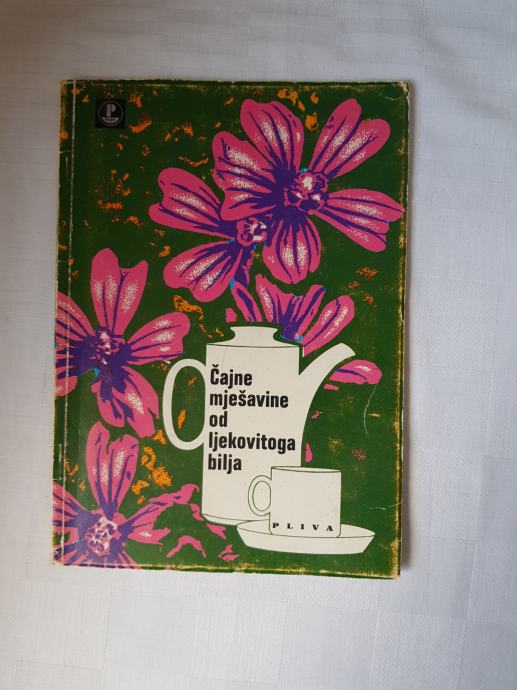 P
Čajne
mješavine
od
ljekovitoga
bilja
PLIVA